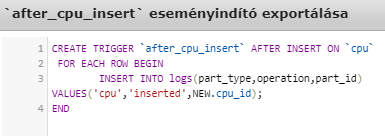 `after_cpu_insert` eseményindító exportálása
1 CREATE TRIGGER `after_cpu_insert` AFTER INSERT ON `cpu`
2 FOR EACH ROW BEGIN
3 INSERT INTO logs(part_type,operation,part_id)
VALUES('cpu','inserted',NEW.cpu_id);
4 END